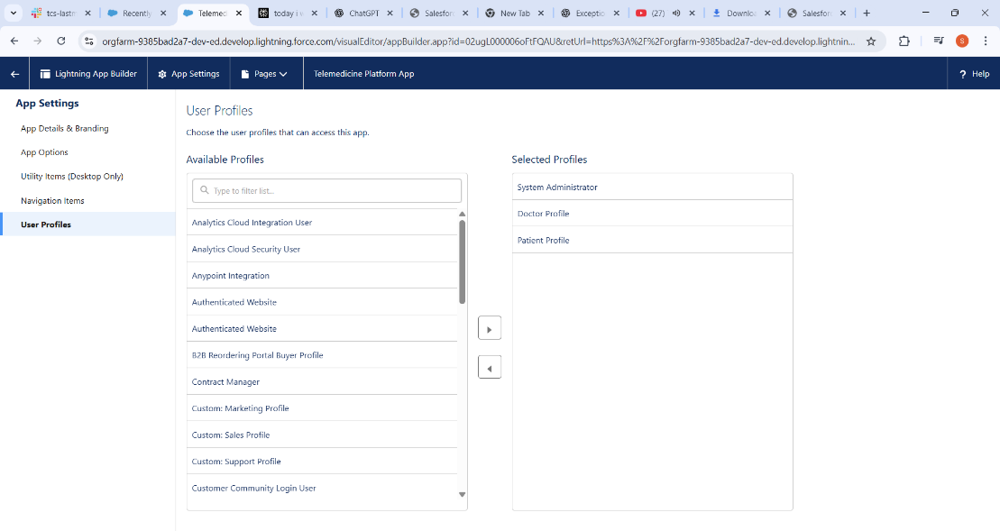 tcs-lastm
Recently
Telemed
today i w
ChatGPT
Salesfor
New Tab
Exceptio
(27)
Downloa
Salesfor
orgfarm-9385bad2a7-dev-ed.develop.lightning.force.com/visualEditor/appBuilder.app?id=02ugL000006oFtFQAU&retUrl=https%3A%2F%2Forgfarm-9385bad2a7-dev-ed.develop.lightnin...
S
Lightning App Builder
App Settings
Pages
Telemedicine Platform App
? Help
App Settings
App Details & Branding
App Options
Utility Items (Desktop Only)
Navigation Items
User Profiles
User Profiles
Choose the user profiles that can access this app.
Available Profiles
Type to filter list...
Analytics Cloud Integration User
Analytics Cloud Security User
Anypoint Integration
Authenticated Website
Authenticated Website
B2B Reordering Portal Buyer Profile
Contract Manager
Custom: Marketing Profile
Custom: Sales Profile
Custom: Support Profile
Customer Community Login User
Selected Profiles
System Administrator
Doctor Profile
Patient Profile